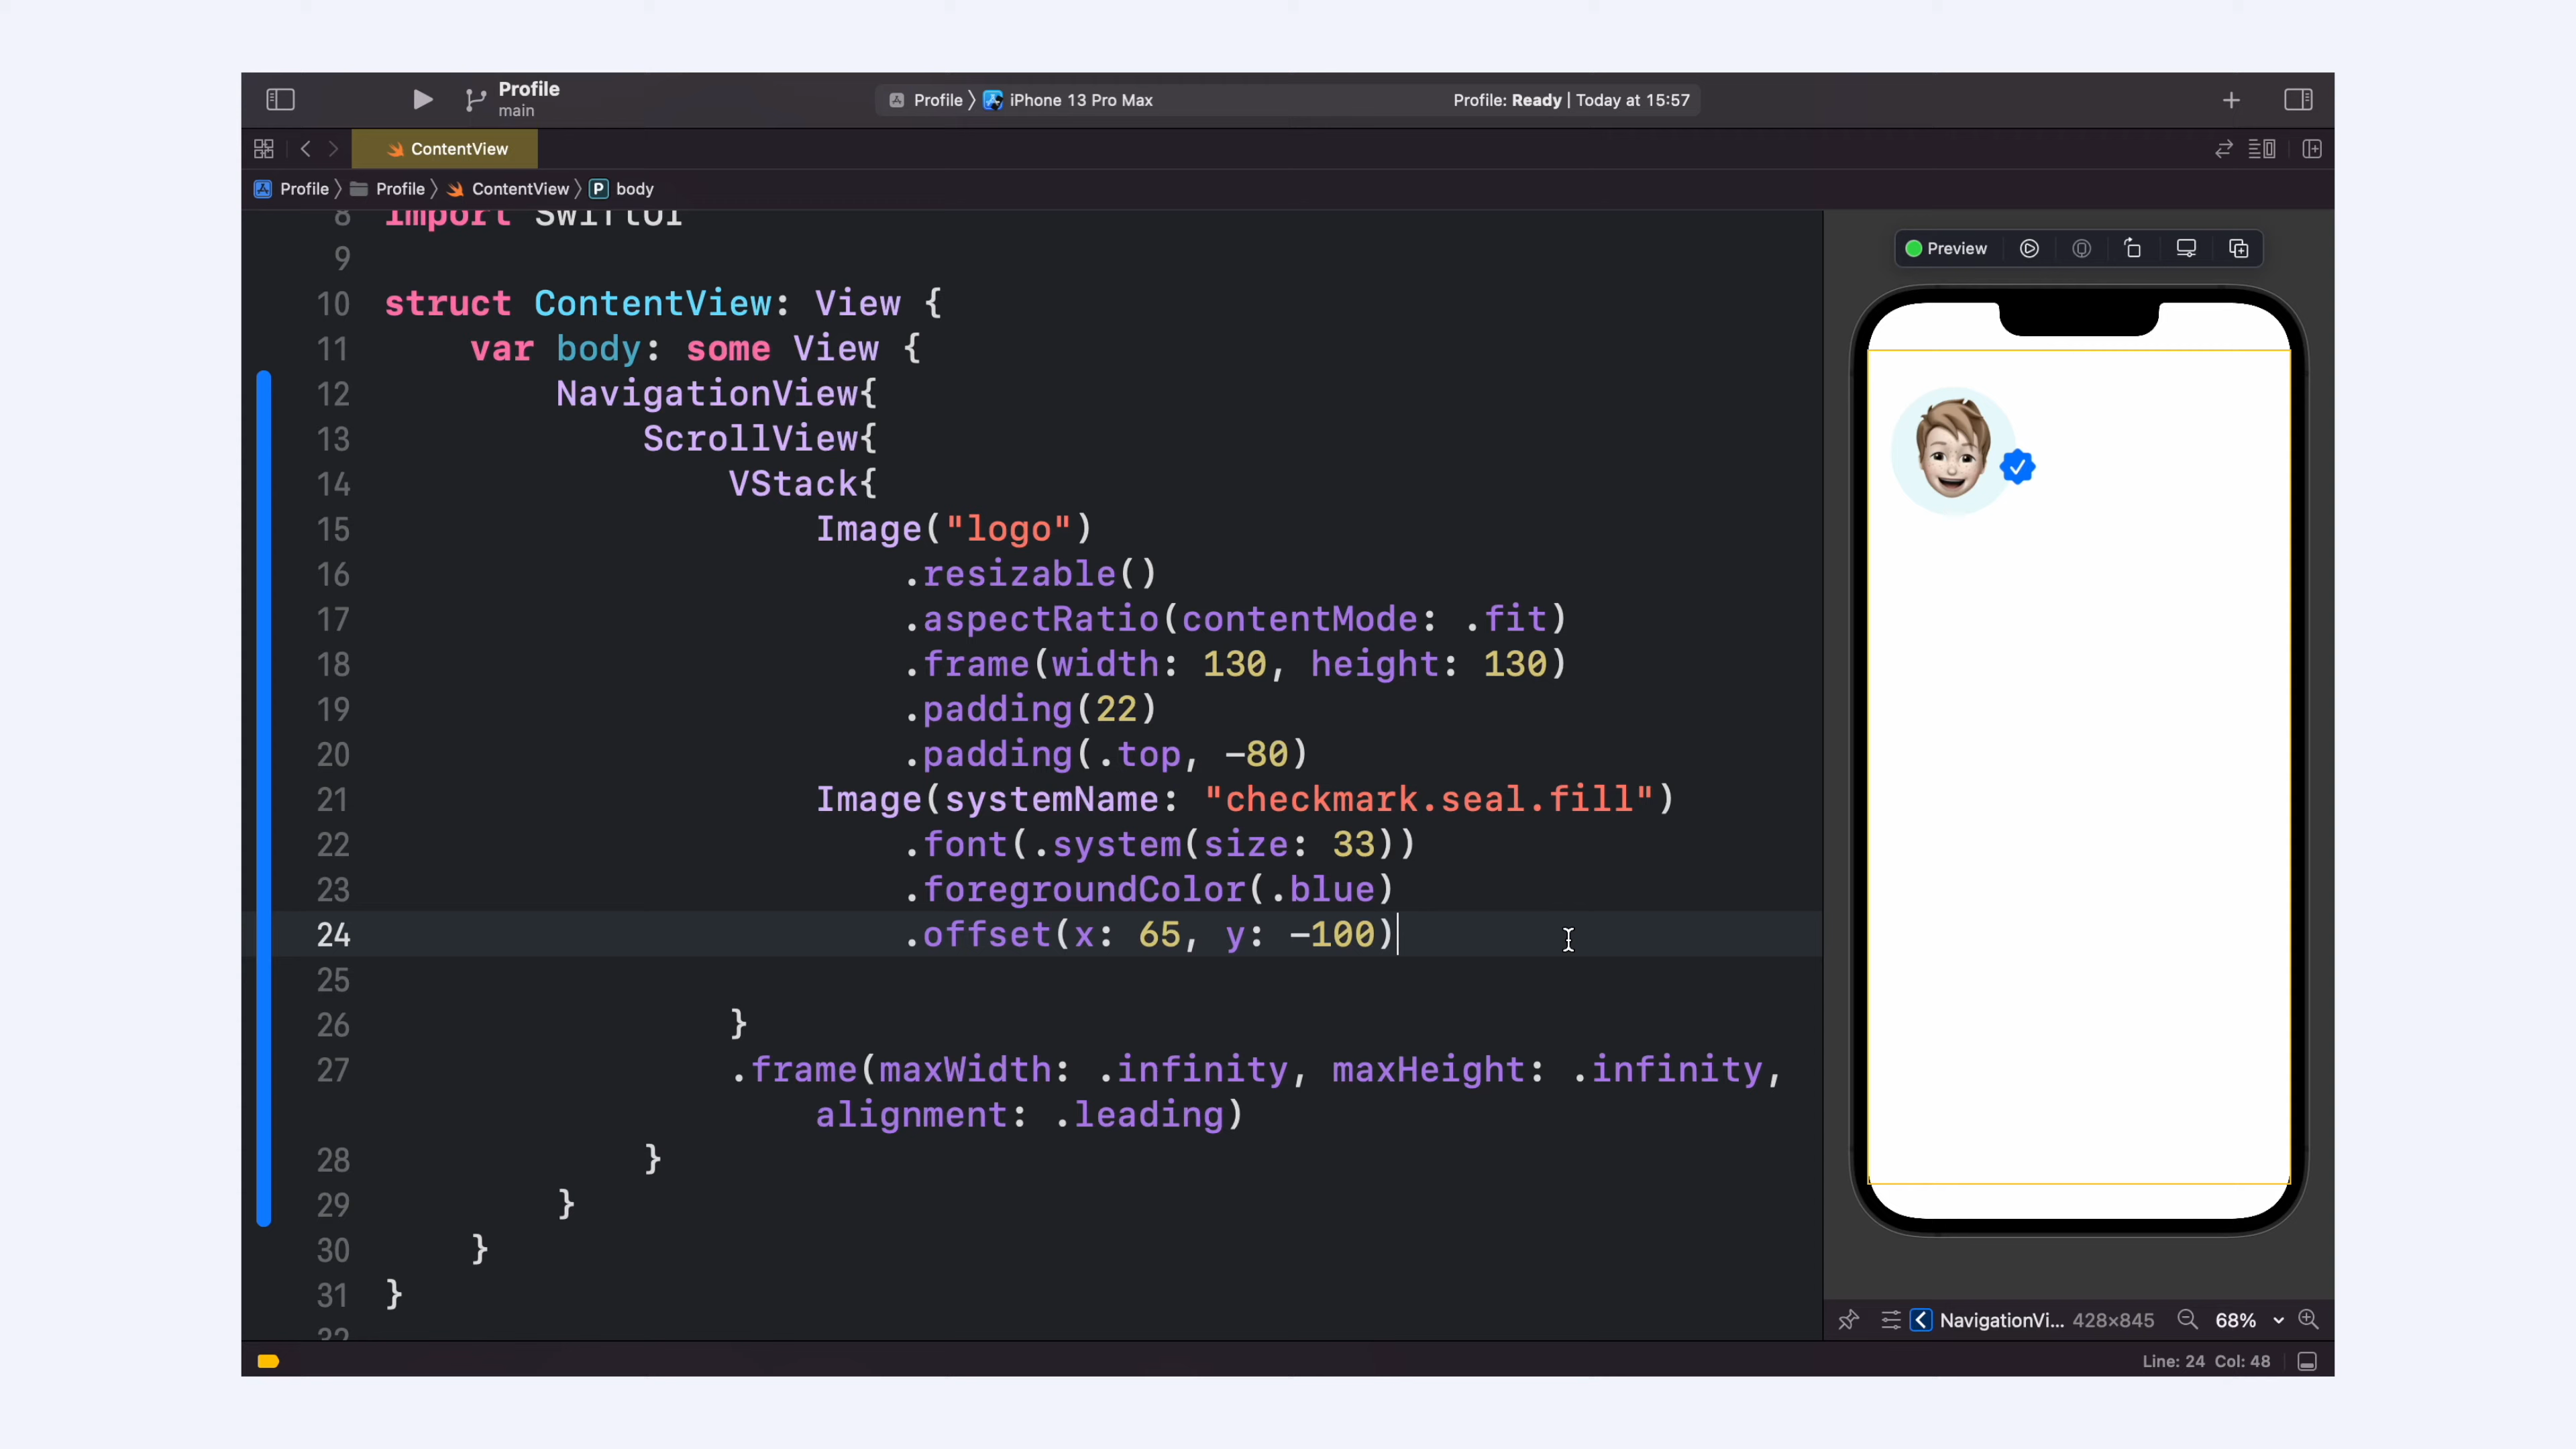 Profile
main
Profile 〉 iPhone 13 Pro Max
Profile: Ready | Today at 15:57
ContentView
Profile 〉 Profile 〉 ContentView 〉 P body
8 import SwiftUI
9
10 struct ContentView: View {
11 var body: some View {
12 NavigationView{
13 ScrollView{
14 VStack{
15 Image("logo")
16 .resizable()
17 .aspectRatio(contentMode: .fit)
18 .frame(width: 130, height: 130)
19 .padding(22)
20 .padding(.top, -80)
21 Image(systemName: "checkmark.seal.fill")
22 .font(.system(size: 33))
23 .foregroundColor(.blue)
24 .offset(x: 65, y: -100)
25
26 }
27 .frame(maxWidth: .infinity, maxHeight: .infinity,
alignment: .leading)
28 }
29 }
30 }
31 }
32
Preview
NavigationVi... 428×845 68%
Line: 24 Col: 48